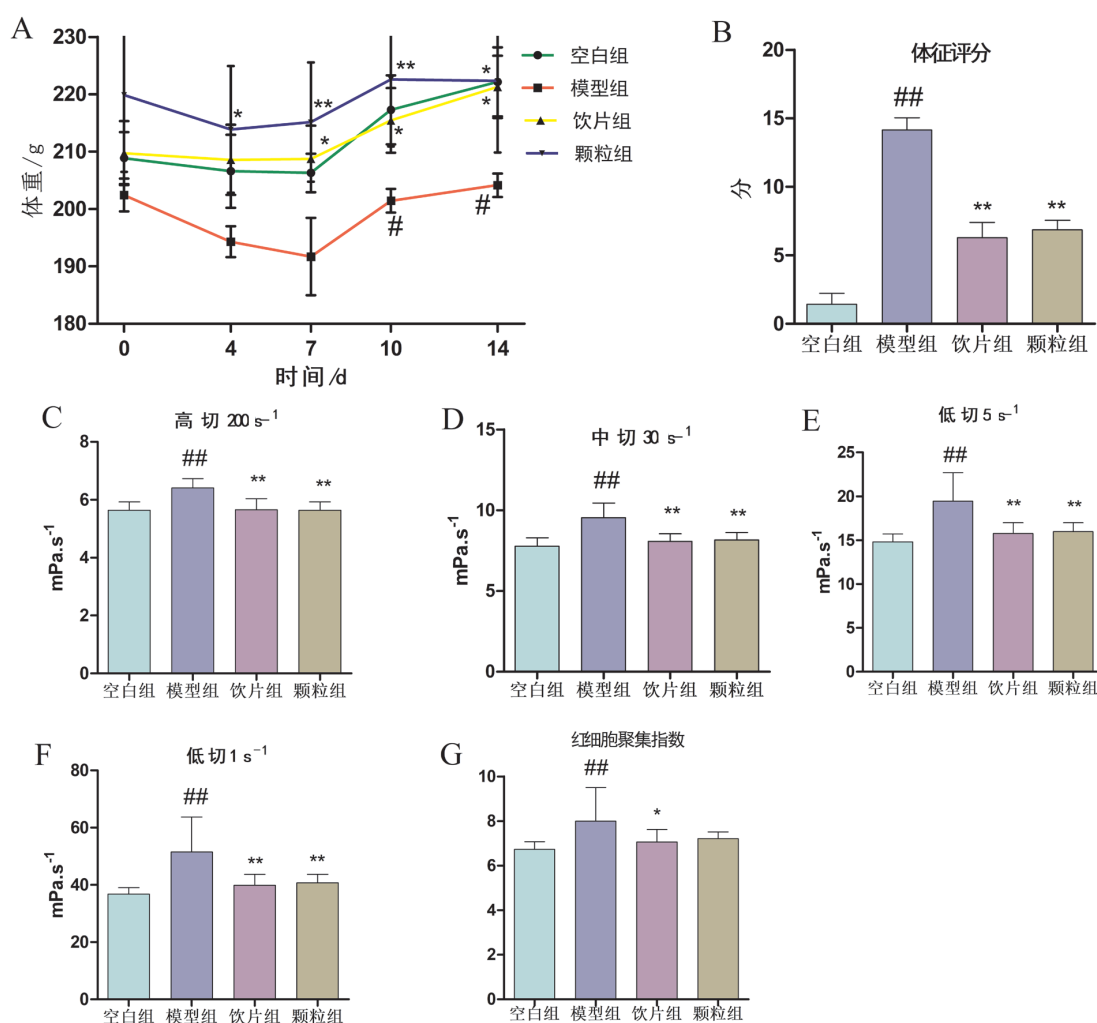 A
230
220
210
200
190
180
体重/g
0
4
7
10
14
时间/d
*
**
*
**
*
#
*
*
#
空白组
模型组
饮片组
颗粒组
B
体征评分
20
15
10
5
0
分
##
**
**
空白组
模型组
饮片组
颗粒组
C
高切 200 s⁻¹
8
6
4
2
0
mPa.s⁻¹
##
**
**
空白组
模型组
饮片组
颗粒组
D
中切 30 s⁻¹
15
10
5
0
mPa.s⁻¹
##
**
**
空白组
模型组
饮片组
颗粒组
E
低切 5 s⁻¹
25
20
15
10
5
0
mPa.s⁻¹
##
**
**
空白组
模型组
饮片组
颗粒组
F
低切 1 s⁻¹
80
60
40
20
0
mPa.s⁻¹
##
**
**
空白组
模型组
饮片组
颗粒组
G
红细胞聚集指数
10
8
6
4
2
0
##
*
空白组
模型组
饮片组
颗粒组